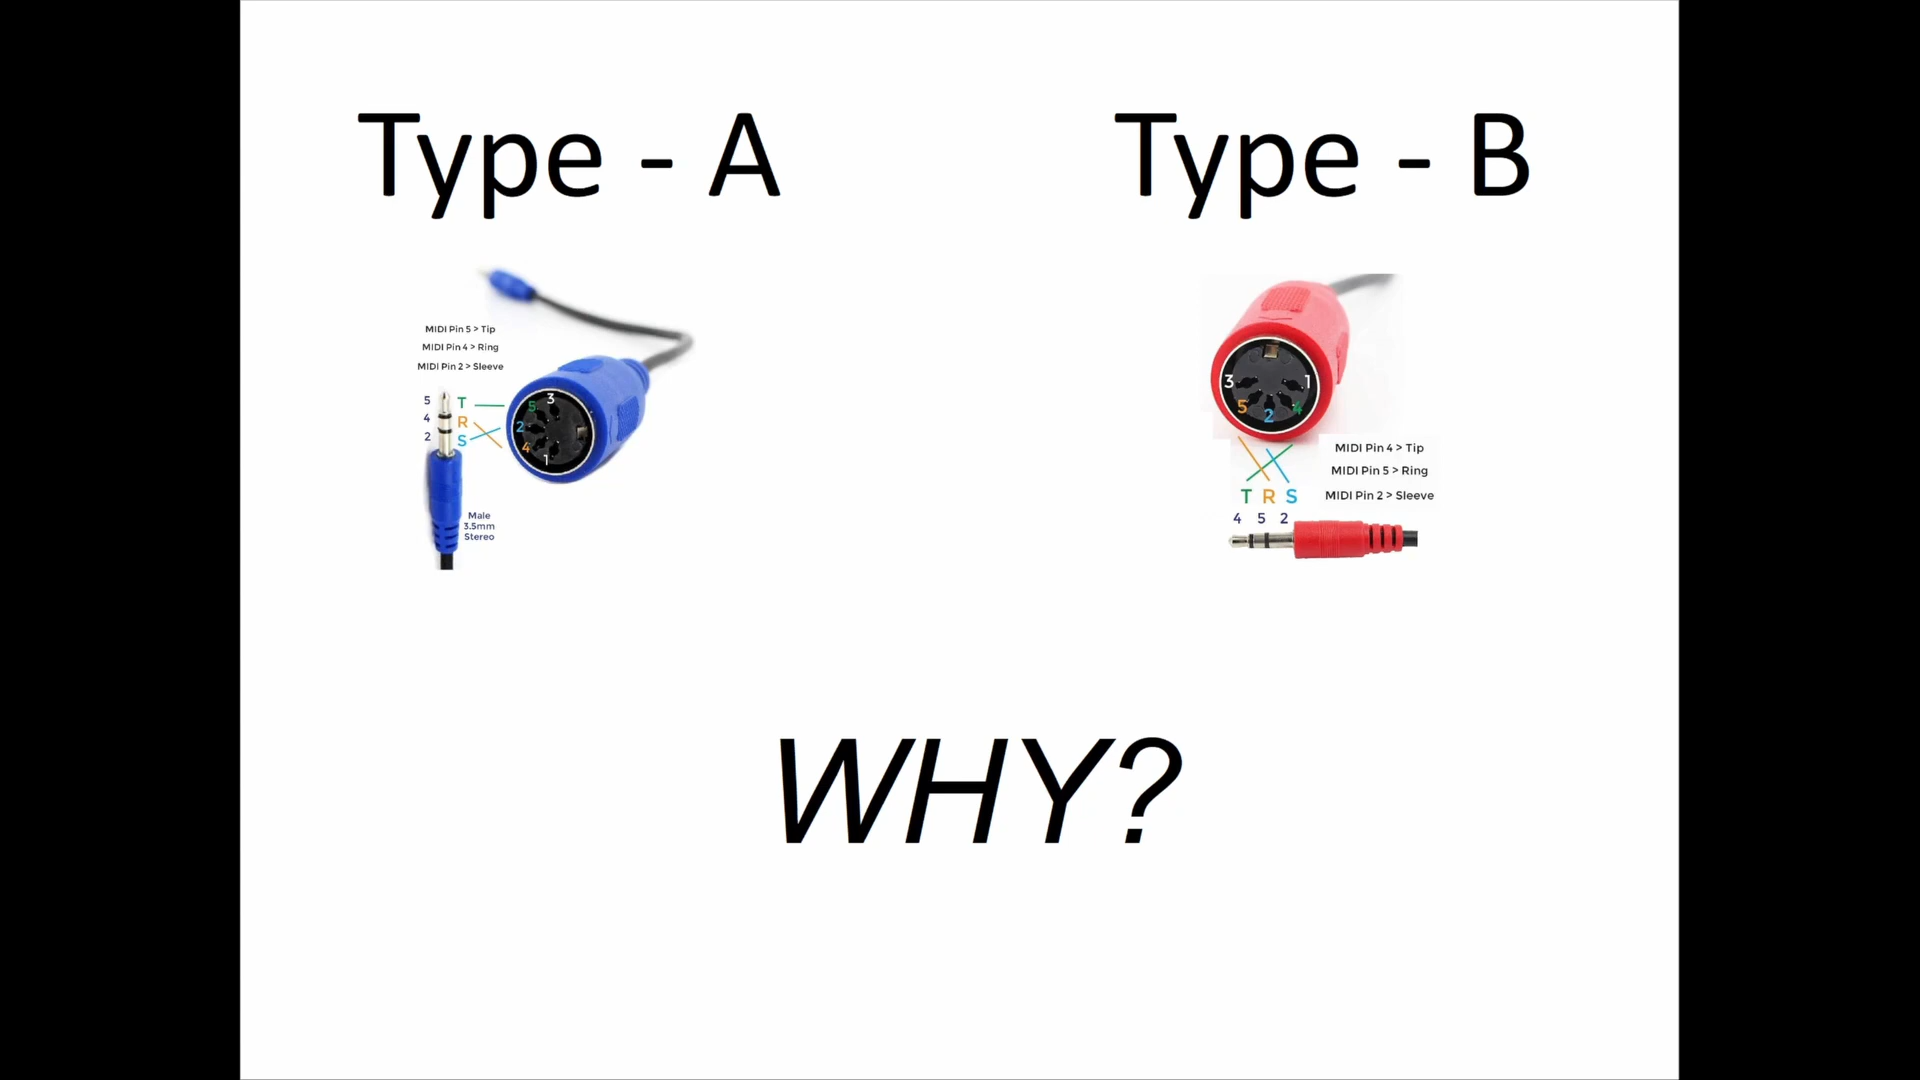 Type - A
Type - B
MIDI Pin 5 > Tip
MIDI Pin 4 > Ring
MIDI Pin 2 > Sleeve
5 T
4 R
2 S
3
5
2
4
1
Male
3.5mm
Stereo
3 1
5 2 4
MIDI Pin 4 > Tip
MIDI Pin 5 > Ring
MIDI Pin 2 > Sleeve
T R S
4 5 2
WHY?